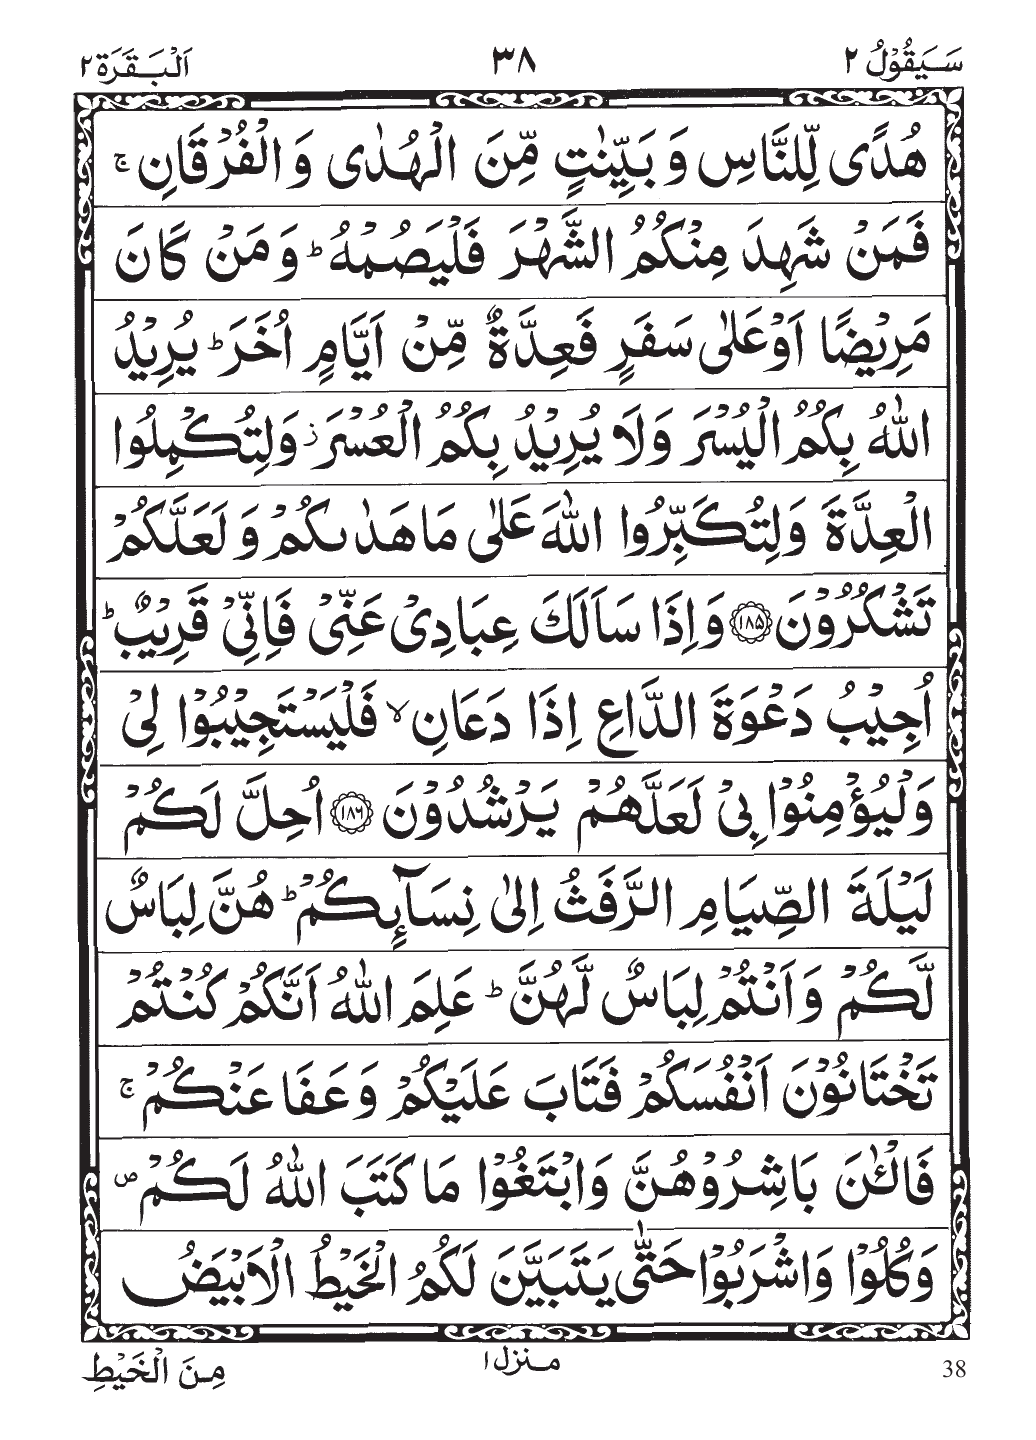 سَيَقُوْلُ ٢ ٣٨ اَلْبَقَرَة ٢
هُدًى لِّلنَّاسِ وَ بَيِّنٰتٍ مِّنَ الْهُدٰى وَ الْفُرْقَانِ ۚ
فَمَنْ شَهِدَ مِنْكُمُ الشَّهْرَ فَلْيَصُمْهُ ؕ وَ مَنْ كَانَ
مَرِيْضًا اَوْ عَلٰى سَفَرٍ فَعِدَّةٌ مِّنْ اَيَّامٍ اُخَرَ ؕ يُرِيْدُ
اللّٰهُ بِكُمُ الْيُسْرَ وَلَا يُرِيْدُ بِكُمُ الْعُسْرَ ز وَلِتُكْمِلُوا
الْعِدَّةَ وَلِتُكَبِّرُوا اللّٰهَ عَلٰى مَا هَدٰىكُمْ وَ لَعَلَّكُمْ
تَشْكُرُوْنَ ﴿۱۸۵﴾ وَ اِذَا سَاَلَكَ عِبَادِيْ عَنِّيْ فَاِنِّيْ قَرِيْبٌ ؕ
اُجِيْبُ دَعْوَةَ الدَّاعِ اِذَا دَعَانِ ۙ فَلْيَسْتَجِيْبُوْا لِيْ
وَلْيُؤْمِنُوْا بِيْ لَعَلَّهُمْ يَرْشُدُوْنَ ﴿۱۸۶﴾ اُحِلَّ لَكُمْ
لَيْلَةَ الصِّيَامِ الرَّفَثُ اِلٰى نِسَآئِكُمْ ؕ هُنَّ لِبَاسٌ
لَّكُمْ وَ اَنْتُمْ لِبَاسٌ لَّهُنَّ ؕ عَلِمَ اللّٰهُ اَنَّكُمْ كُنْتُمْ
تَخْتَانُوْنَ اَنْفُسَكُمْ فَتَابَ عَلَيْكُمْ وَ عَفَا عَنْكُمْ ۚ
فَالْـٰٔنَ بَاشِرُوْهُنَّ وَ ابْتَغُوْا مَا كَتَبَ اللّٰهُ لَكُمْ ص
وَ كُلُوْا وَ اشْرَبُوْا حَتّٰى يَتَبَيَّنَ لَكُمُ الْخَيْطُ الْاَبْيَضُ
38 منزل ١ مِنَ الْخَيْطِ